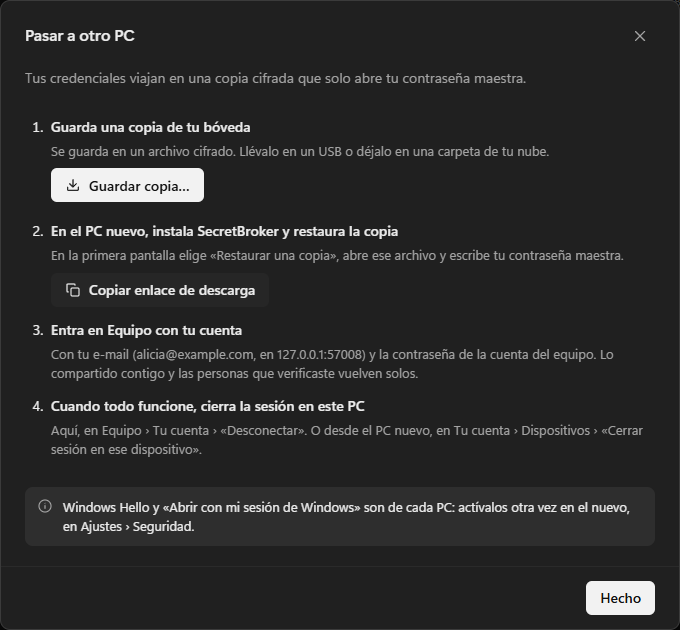 Pasar a otro PC
Tus credenciales viajan en una copia cifrada que solo abre tu contraseña maestra.
1. Guarda una copia de tu bóveda
Se guarda en un archivo cifrado. Llévalo en un USB o déjalo en una carpeta de tu nube.
Guardar copia...
2. En el PC nuevo, instala SecretBroker y restaura la copia
En la primera pantalla elige «Restaurar una copia», abre ese archivo y escribe tu contraseña maestra.
Copiar enlace de descarga
3. Entra en Equipo con tu cuenta
Con tu e-mail (alicia@example.com, en 127.0.0.1:57008) y la contraseña de la cuenta del equipo. Lo
compartido contigo y las personas que verificaste vuelven solos.
4. Cuando todo funcione, cierra la sesión en este PC
Aquí, en Equipo › Tu cuenta › «Desconectar». O desde el PC nuevo, en Tu cuenta › Dispositivos › «Cerrar
sesión en ese dispositivo».
Windows Hello y «Abrir con mi sesión de Windows» son de cada PC: actívalos otra vez en el nuevo,
en Ajustes › Seguridad.
Hecho